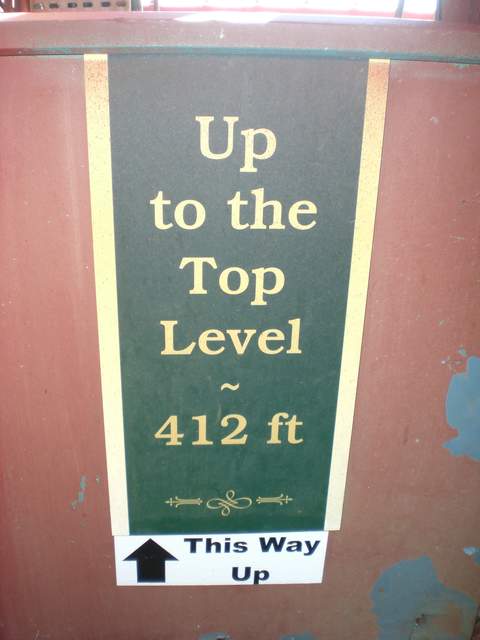 Up
to the
Top
Level
~
412 ft
This Way
Up